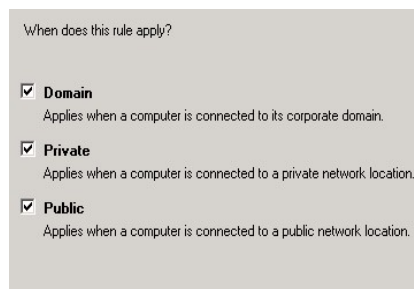 When does this rule apply?
Domain
Applies when a computer is connected to its corporate domain.
Private
Applies when a computer is connected to a private network location.
Public
Applies when a computer is connected to a public network location.